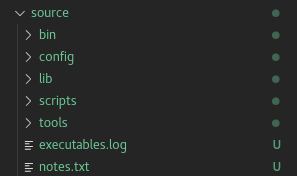 source
bin
config
lib
scripts
tools
executables.log U
notes.txt U